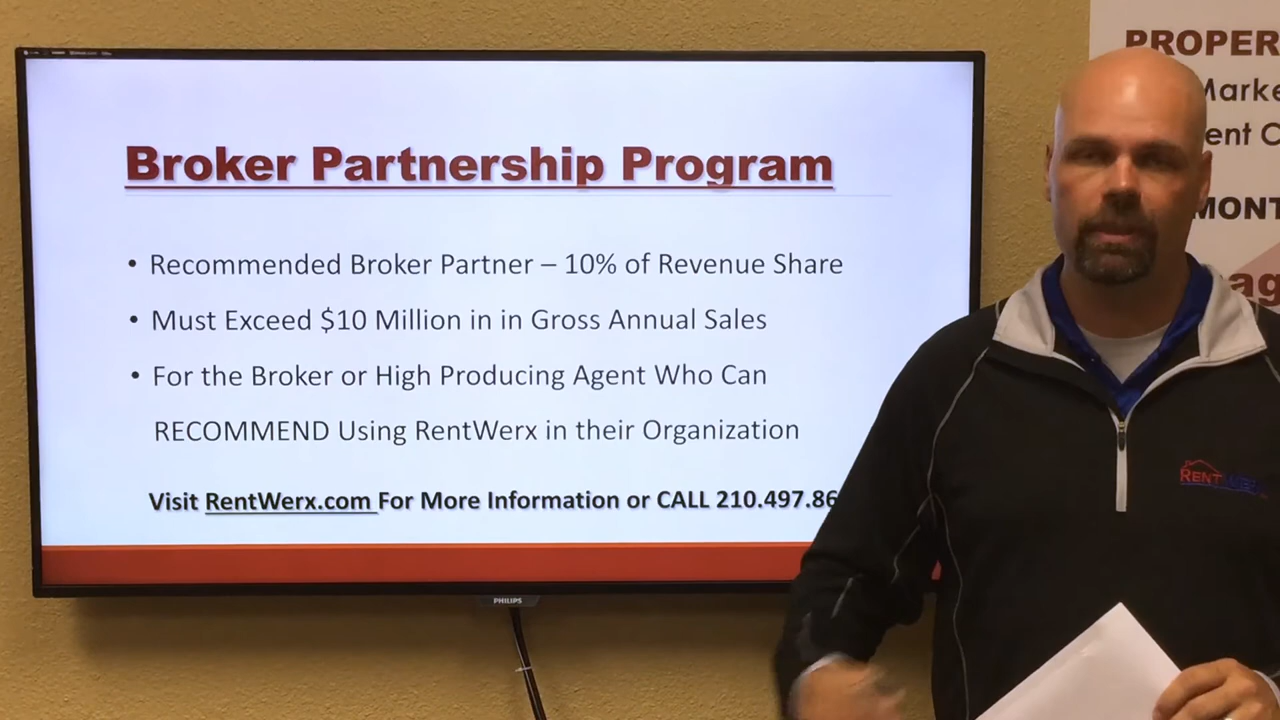 Broker Partnership Program
• Recommended Broker Partner – 10% of Revenue Share
• Must Exceed $10 Million in in Gross Annual Sales
• For the Broker or High Producing Agent Who Can
RECOMMEND Using RentWerx in their Organization
Visit RentWerx.com For More Information or CALL 210.497.86
PHILIPS
PROPER
Marke
ent C
MONT
ag
RENT